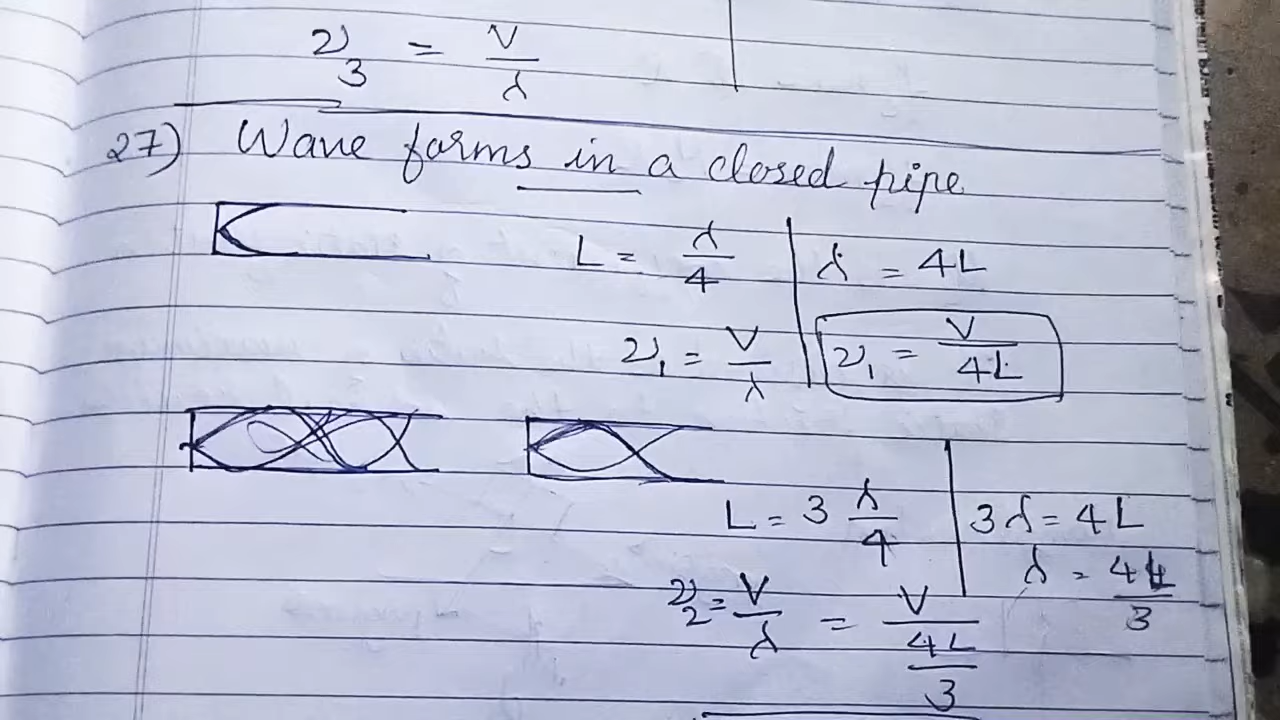 ν₃ = V/λ
27) Wave forms in a closed pipe
L = λ/4 | λ = 4L
ν₁ = V/λ | ν₁ = V/4L
L = 3 λ/4 | 3λ = 4L
λ = 4L/3
ν₂ = V/λ = V/(4L/3)